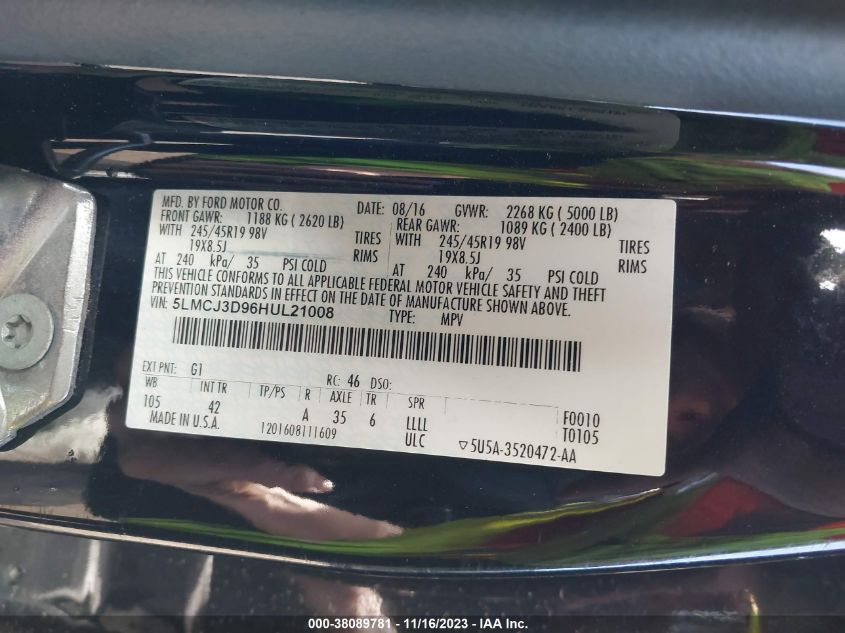 MFD. BY FORD MOTOR CO. DATE: 08/16 GVWR: 2268 KG ( 5000 LB)
FRONT GAWR: 1188 KG ( 2620 LB) REAR GAWR: 1089 KG ( 2400 LB)
WITH 245/45R19 98V TIRES WITH 245/45R19 98V TIRES
19X8.5J RIMS 19X8.5J RIMS
AT 240 kPa/ 35 PSI COLD AT 240 kPa/ 35 PSI COLD
THIS VEHICLE CONFORMS TO ALL APPLICABLE FEDERAL MOTOR VEHICLE SAFETY AND THEFT
PREVENTION STANDARDS IN EFFECT ON THE DATE OF MANUFACTURE SHOWN ABOVE.
VIN: 5LMCJ3D96HUL21008 TYPE: MPV
EXT PNT: G1 RC: 46 DSO:
WB INT TR TP/PS R AXLE TR SPR F0010
105 42 A 35 6 LLLL T0105
MADE IN U.S.A. 1201608111609 ULC ▽5U5A-3520472-AA
000-38089781 - 11/16/2023 - IAA Inc.